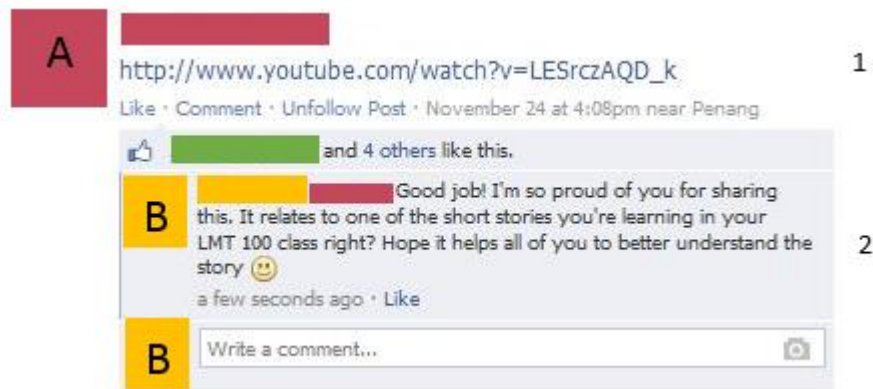 A
http://www.youtube.com/watch?v=LESrczAQD_k
1
Like · Comment · Unfollow Post · November 24 at 4:08pm near Penang
and 4 others like this.
B
Good job! I'm so proud of you for sharing
this. It relates to one of the short stories you're learning in your
LMT 100 class right? Hope it helps all of you to better understand the
story
2
a few seconds ago · Like
B
Write a comment...